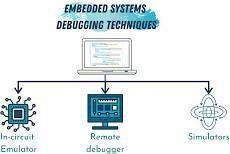 EMBEDDED SYSTEMS
DEBUGGING TECHNIQUES
In-circuit
Emulator
Remote
debugger
Simulators